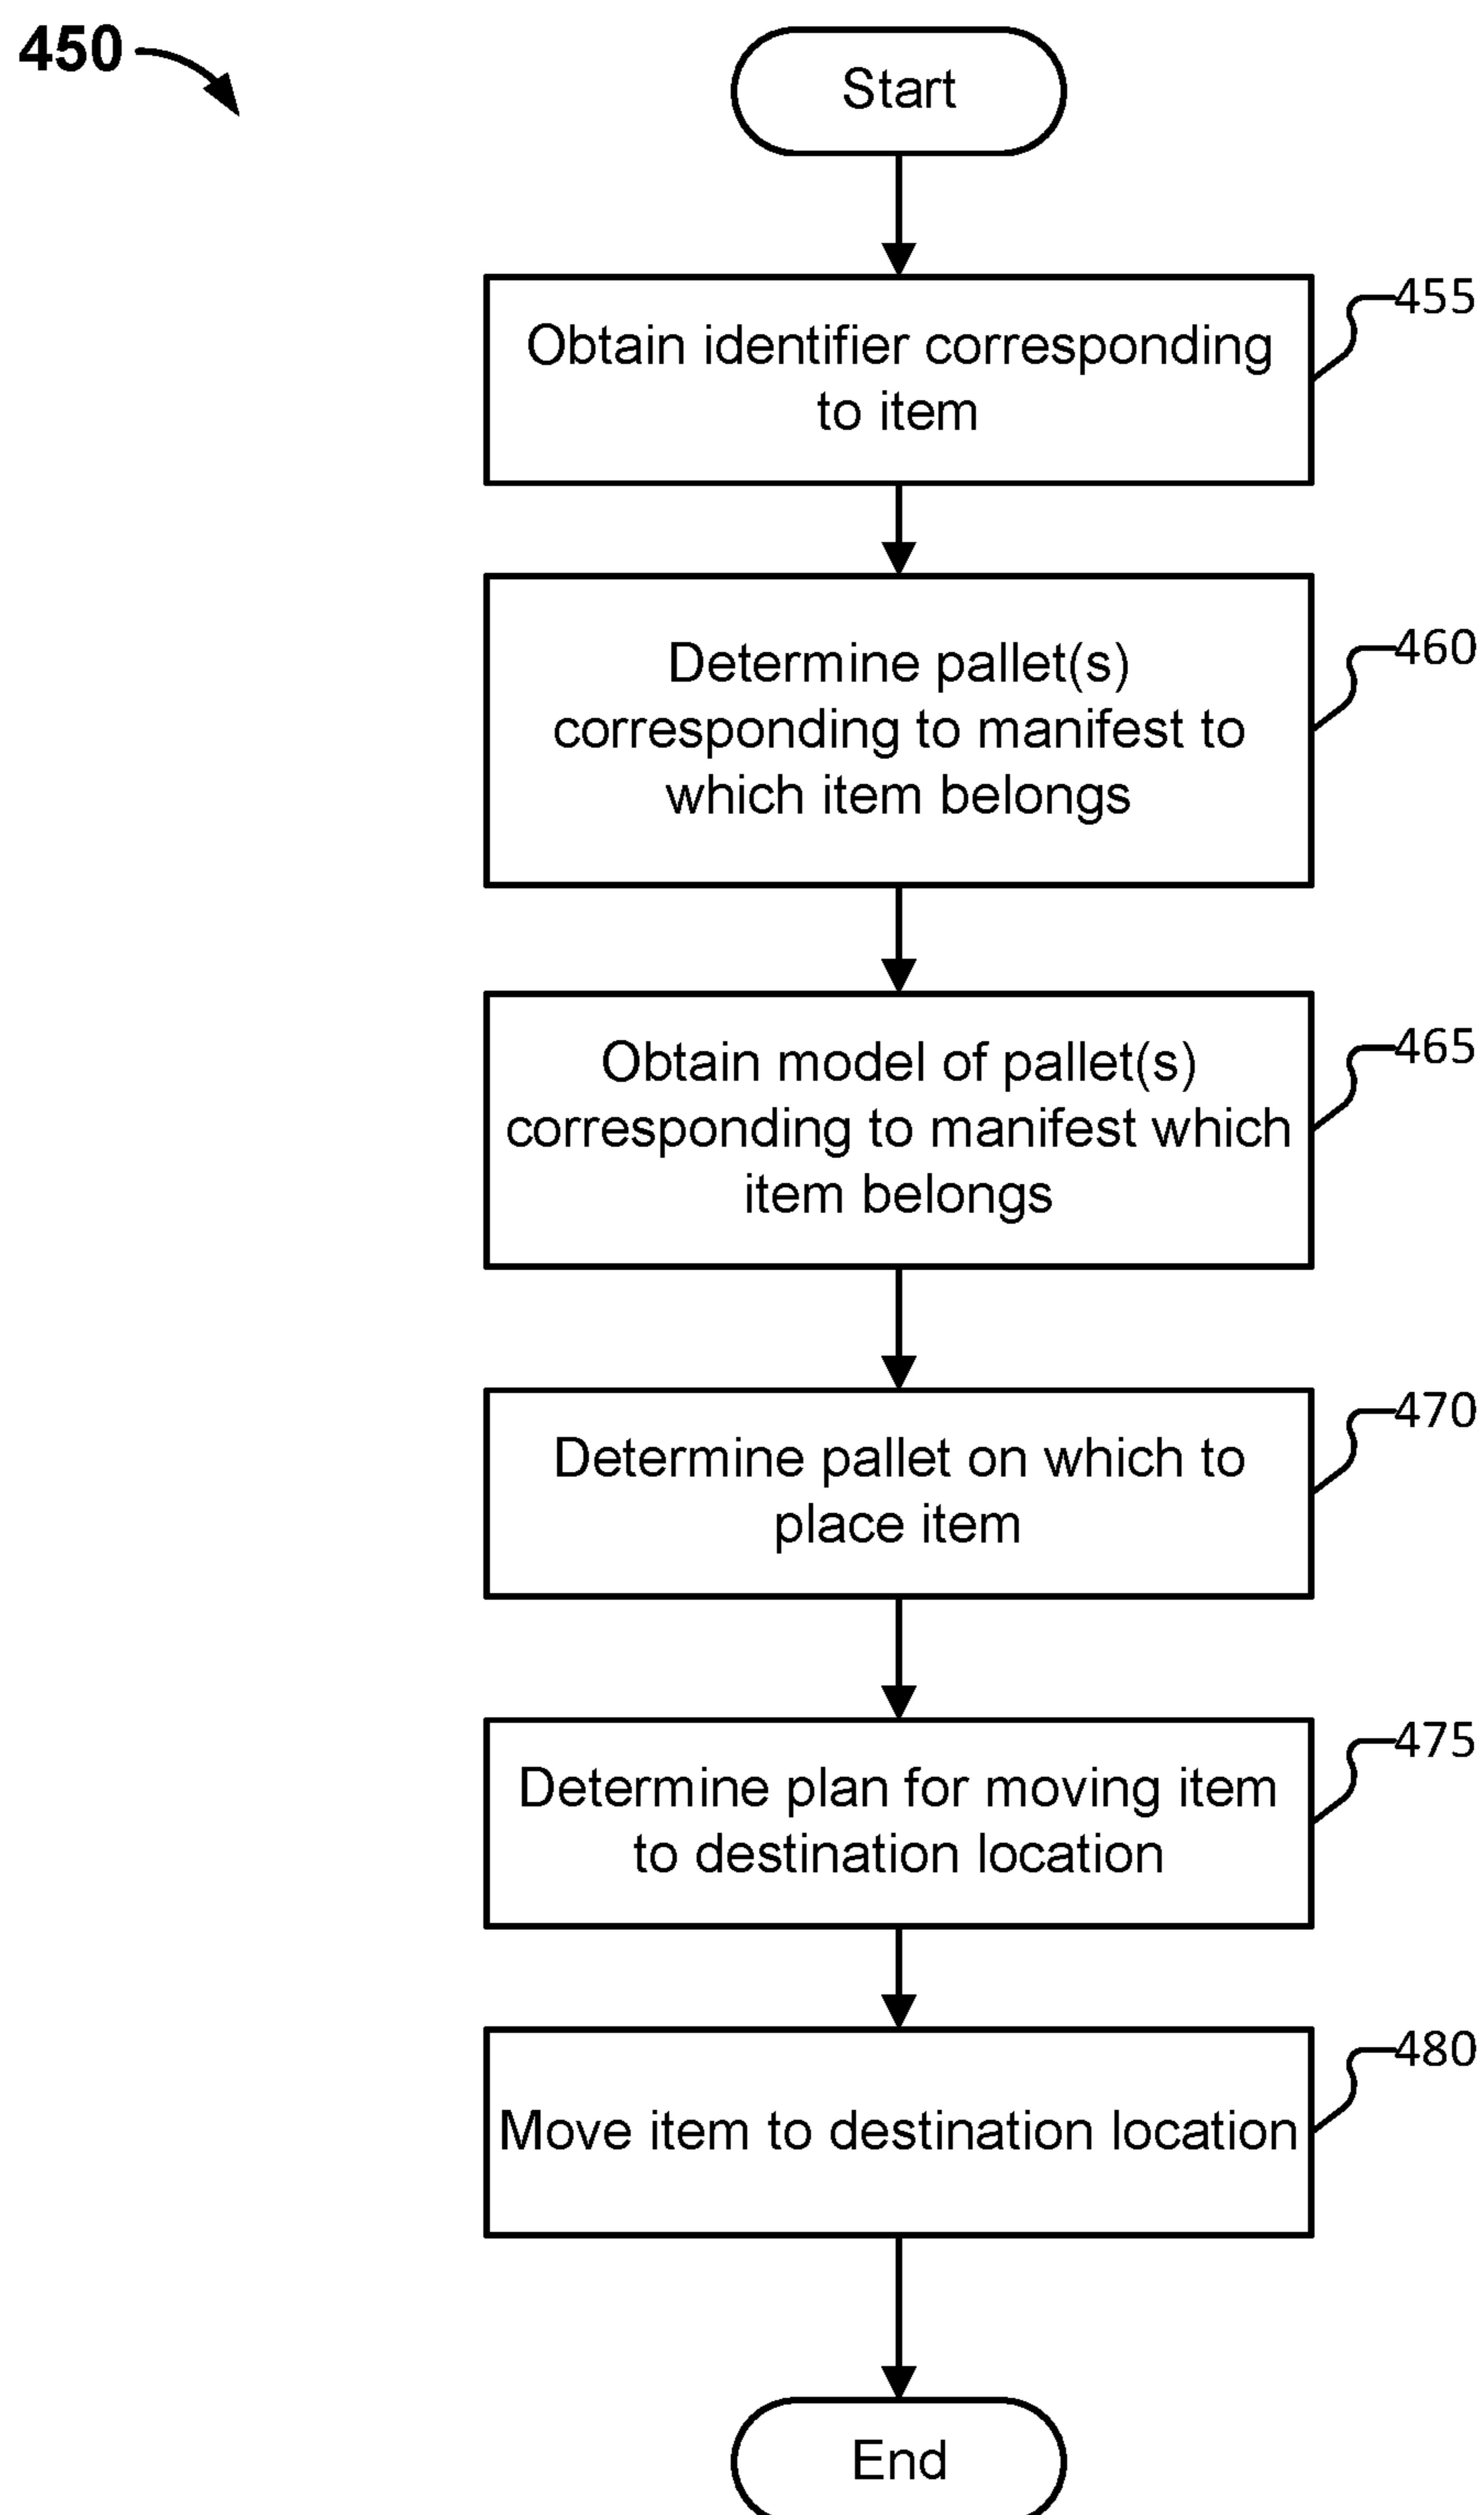 450
Start
455
Obtain identifier corresponding
to item
460
Determine pallet(s)
corresponding to manifest to
which item belongs
465
Obtain model of pallet(s)
corresponding to manifest which
item belongs
470
Determine pallet on which to
place item
475
Determine plan for moving item
to destination location
480
Move item to destination location
End